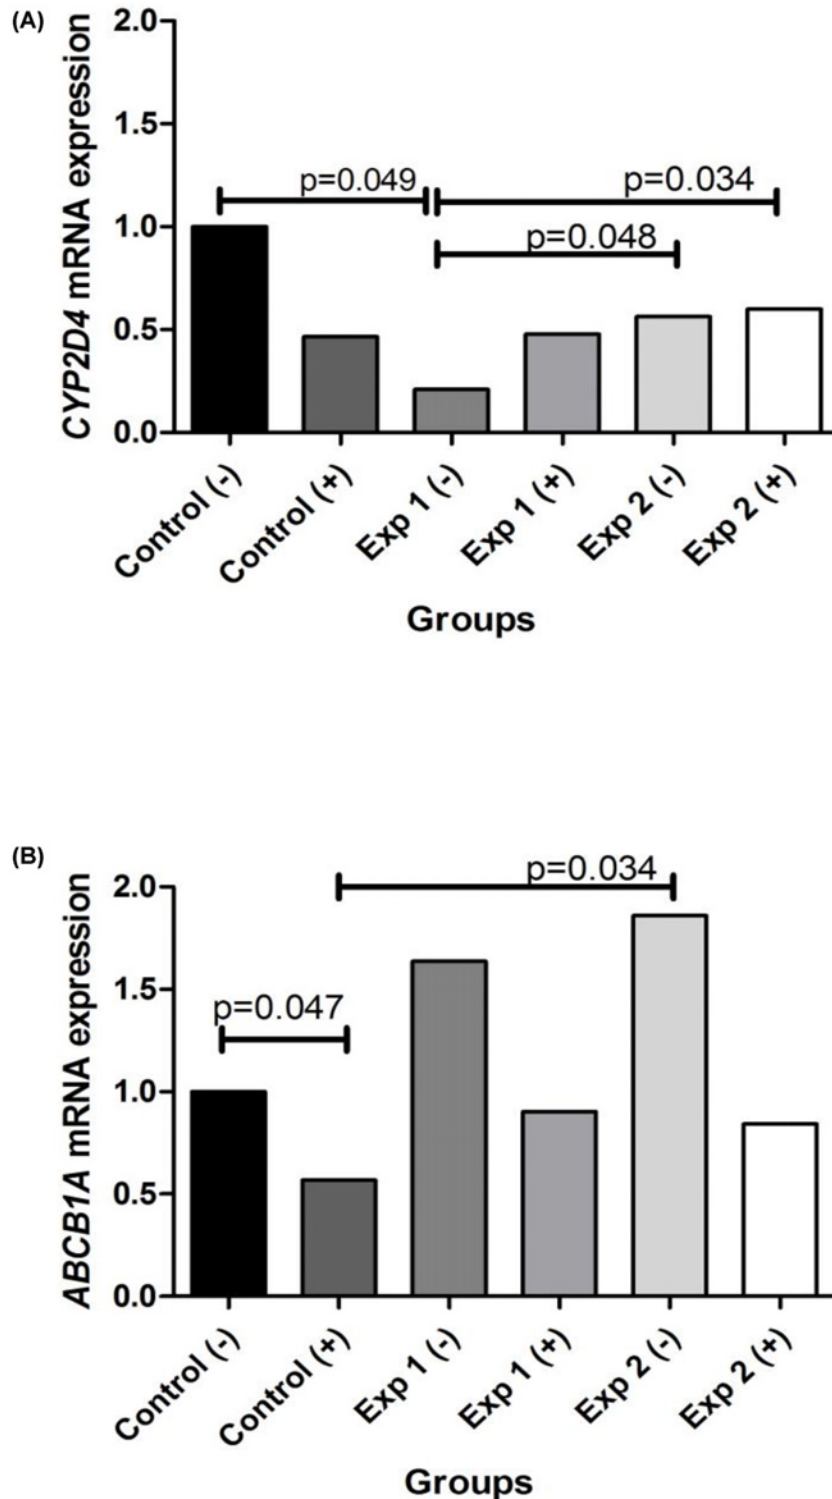 (A)
CYP2D4 mRNA expression
2.0
1.5
1.0
0.5
0.0
p=0.049
p=0.034
p=0.048
Control (-)
Control (+)
Exp 1 (-)
Exp 1 (+)
Exp 2 (-)
Exp 2 (+)
Groups
(B)
ABCB1A mRNA expression
2.0
1.5
1.0
0.5
0.0
p=0.034
p=0.047
Control (-)
Control (+)
Exp 1 (-)
Exp 1 (+)
Exp 2 (-)
Exp 2 (+)
Groups